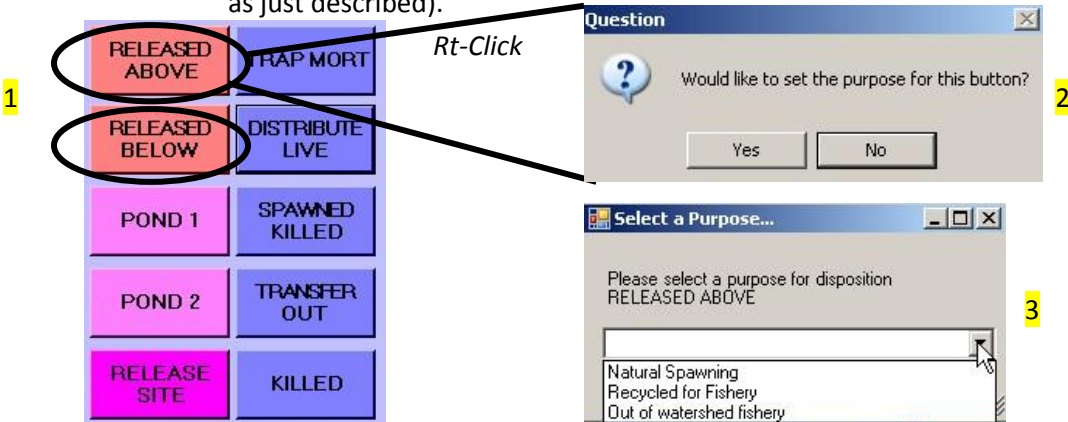 as just described).
Rt-Click
1
RELEASED
ABOVE
TRAP MORT
RELEASED
BELOW
DISTRIBUTE
LIVE
POND 1
SPAWNED
KILLED
POND 2
TRANSFER
OUT
RELEASE
SITE
KILLED
Question
Would like to set the purpose for this button?
Yes
No
2
Select a Purpose...
Please select a purpose for disposition
RELEASED ABOVE
3
Natural Spawning
Recycled for Fishery
Out of watershed fishery